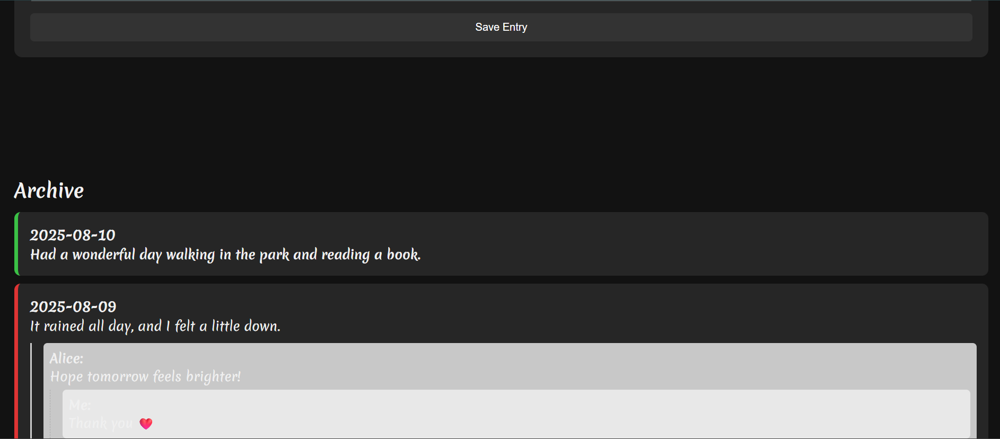 Save Entry
Archive
2025-08-10
Had a wonderful day walking in the park and reading a book.
2025-08-09
It rained all day, and I felt a little down.
Alice:
Hope tomorrow feels brighter!
Me:
Thank you ❤️